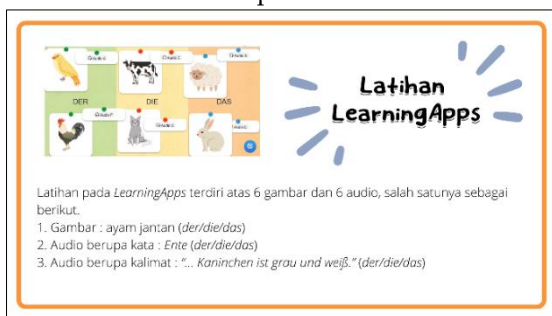 DER
DIE
DAS
Latihan
LearningApps
Latihan pada LearningApps terdiri atas 6 gambar dan 6 audio, salah satunya sebagai
berikut.
1. Gambar : ayam jantan (der/die/das)
2. Audio berupa kata : Ente (der/die/das)
3. Audio berupa kalimat : “... Kaninchen ist grau und weiß.” (der/die/das)